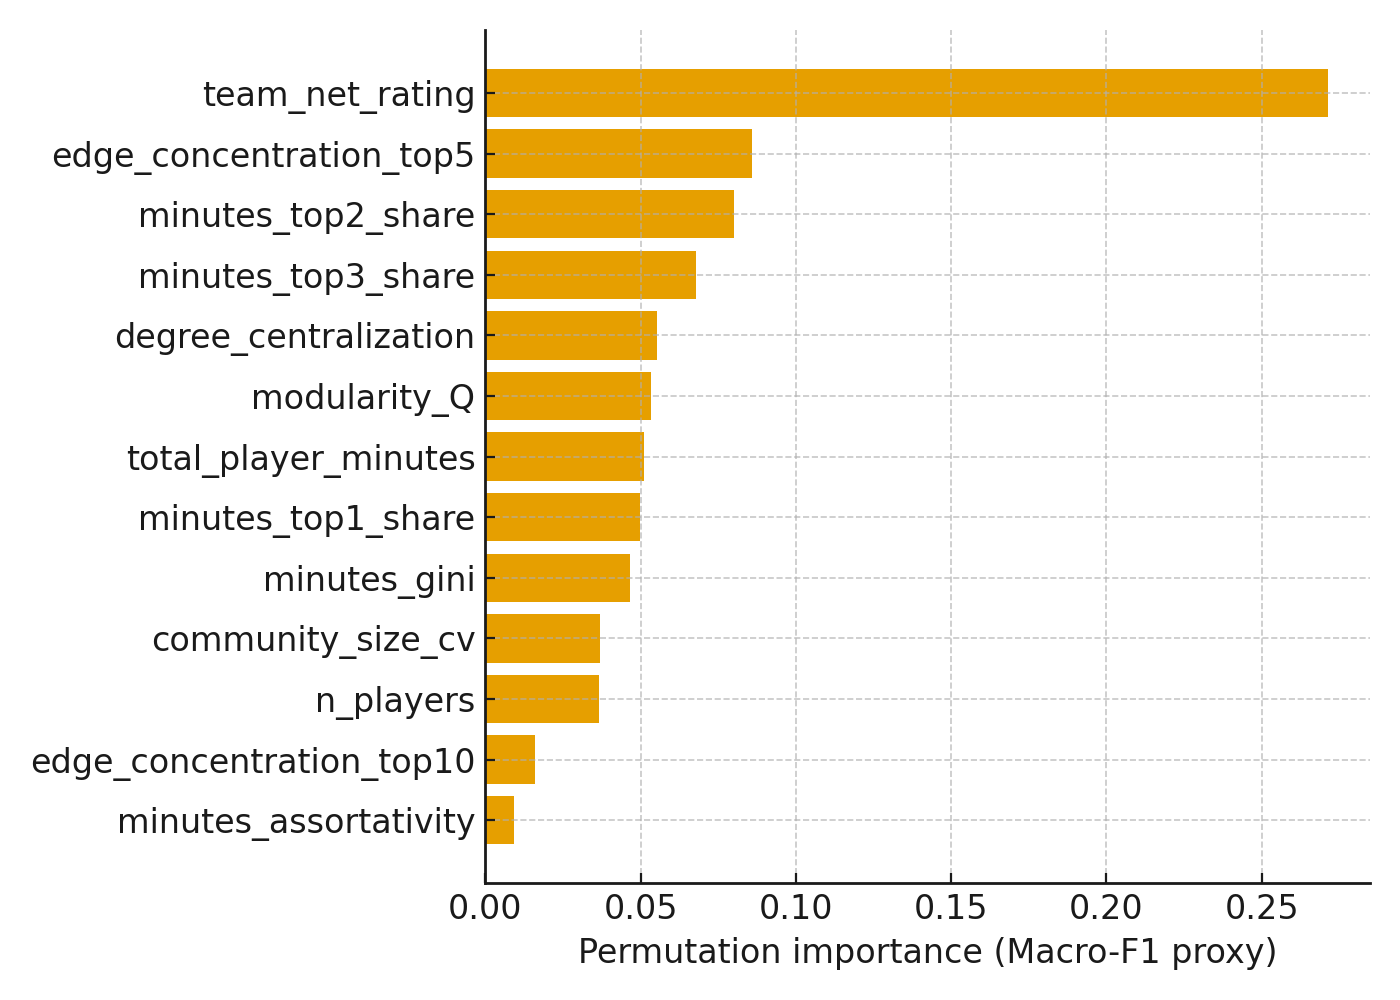 team_net_rating
edge_concentration_top5
minutes_top2_share
minutes_top3_share
degree_centralization
modularity_Q
total_player_minutes
minutes_top1_share
minutes_gini
community_size_cv
n_players
edge_concentration_top10
minutes_assortativity
0.00 0.05 0.10 0.15 0.20 0.25
Permutation importance (Macro-F1 proxy)